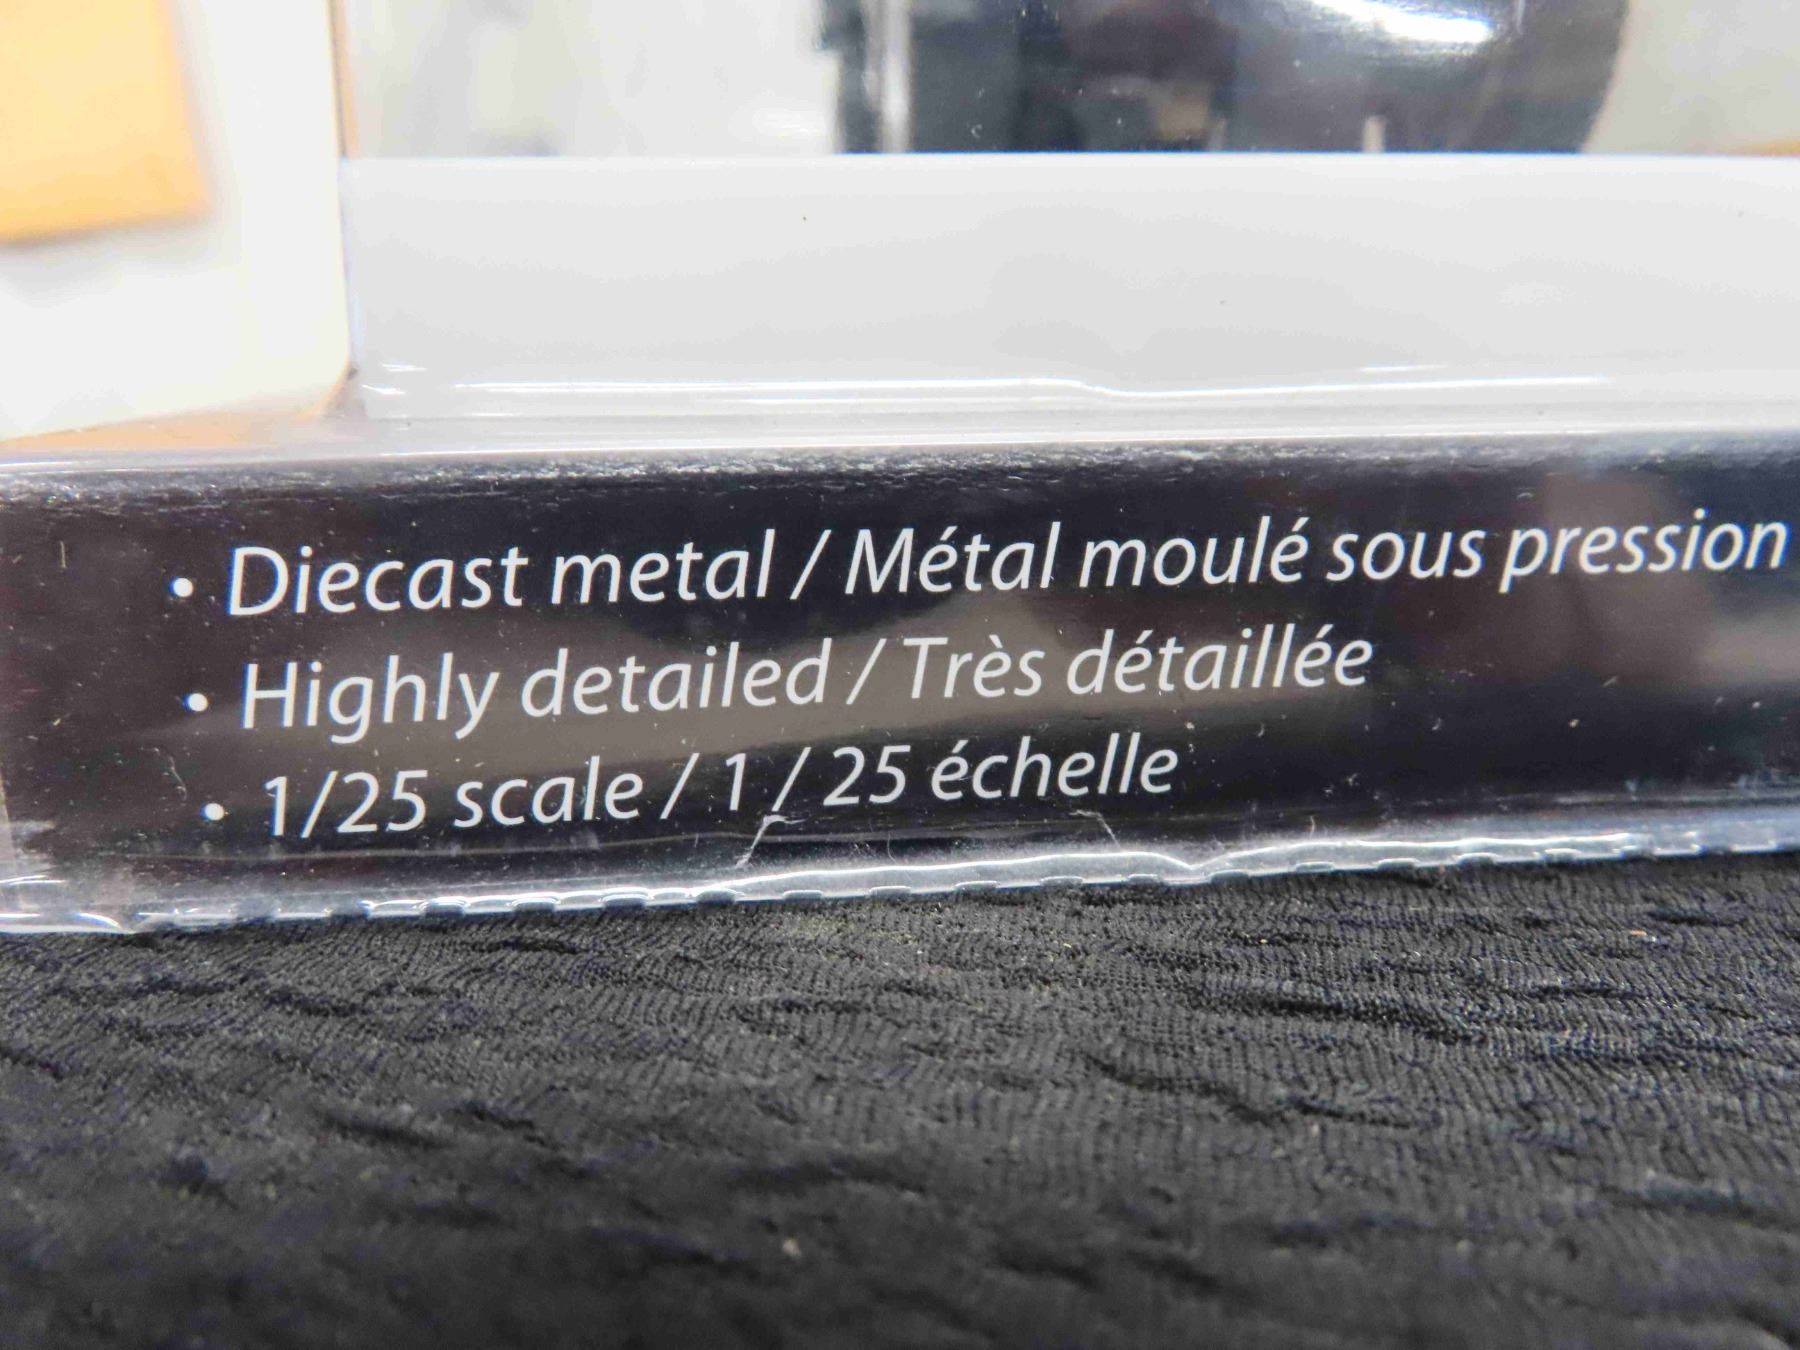 • Diecast metal / Métal moulé sous pression
• Highly detailed / Très détaillée
• 1/25 scale / 1 / 25 échelle